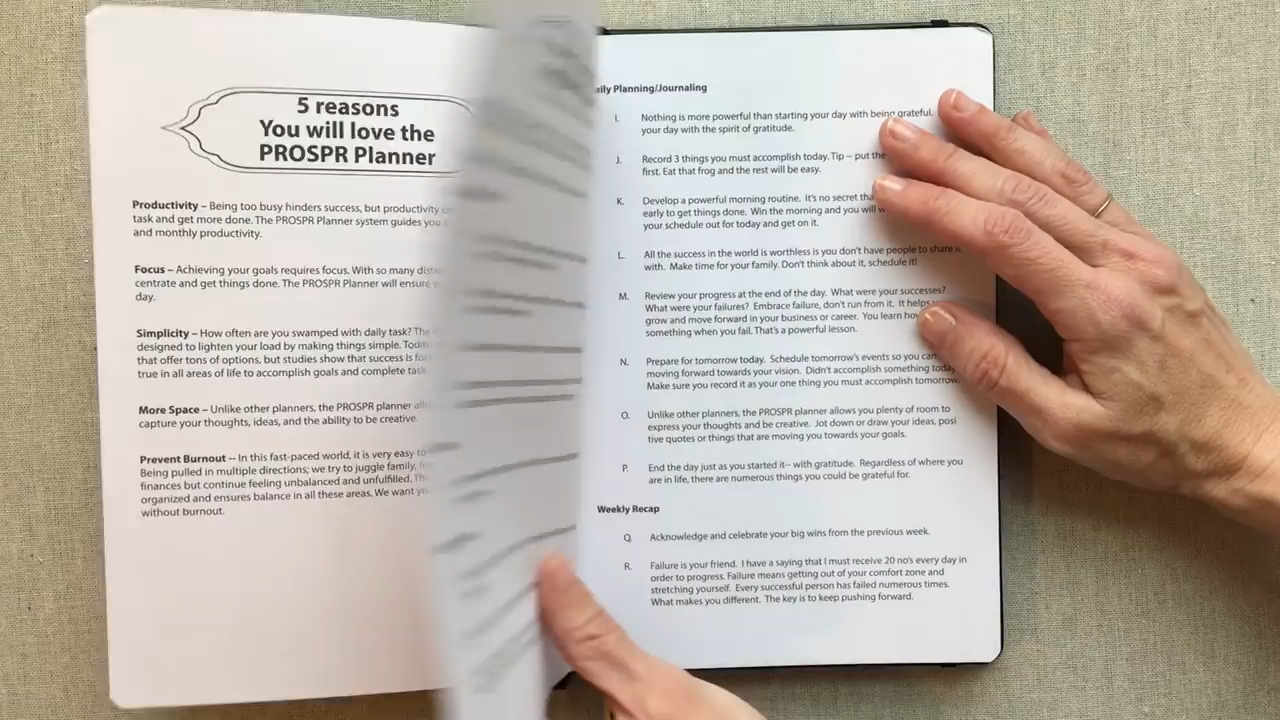 5 reasons
You will love the
PROSPR Planner
Productivity – Being too busy hinders success, but productivity
task and get more done. The PROSPR Planner system guides you
and monthly productivity.
Focus – Achieving your goals requires focus. With so many
centrate and get things done. The PROSPR Planner will ensure
day.
Simplicity – How often are you swamped with daily task? The
designed to lighten your load by making things simple.
that offer tons of options, but studies show that success is
true in all areas of life to accomplish goals and complete
More Space – Unlike other planners, the PROSPR planner
capture your thoughts, ideas, and the ability to be creative.
Prevent Burnout -- In this fast-paced world, it is very easy to
Being pulled in multiple directions; we try to juggle family,
finances but continue feeling unbalanced and unfulfilled.
organized and ensures balance in all these areas. We want
without burnout.
aily Planning/Journaling
I. Nothing is more powerful than starting your day with being grateful.
your day with the spirit of gratitude.
J. Record 3 things you must accomplish today. Tip – put the
first. Eat that frog and the rest will be easy.
K. Develop a powerful morning routine. It's no secret
early to get things done. Win the morning and you will
your schedule out for today and get on it.
L. All the success in the world is worthless is you don't have people to share it
with. Make time for your family. Don't think about it, schedule it!
M. Review your progress at the end of the day. What were your successes?
What were your failures? Embrace failure, don't run from it. It helps
grow and move forward in your business or career. You learn how
something when you fail. That's a powerful lesson.
N. Prepare for tomorrow today. Schedule tomorrow's events so you can
moving forward towards your vision. Didn't accomplish something today
Make sure you record it as your one thing you must accomplish tomorrow.
O. Unlike other planners, the PROSPR planner allows you plenty of room to
express your thoughts and be creative. Jot down or draw your ideas, posi
tive quotes or things that are moving you towards your goals.
P. End the day just as you started it-- with gratitude. Regardless of where you
are in life, there are numerous things you could be grateful for.
Weekly Recap
Q. Acknowledge and celebrate your big wins from the previous week.
R. Failure is your friend. I have a saying that I must receive 20 no's every day in
order to progress. Failure means getting out of your comfort zone and
stretching yourself. Every successful person has failed numerous times.
What makes you different. The key is to keep pushing forward.